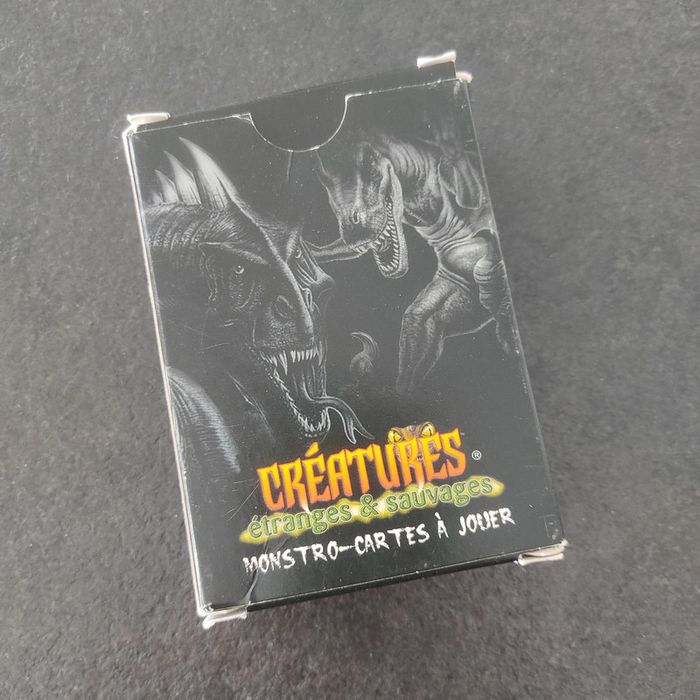 CRÉATURES ®
étranges & sauvages
MONSTRO-CARTES À JOUER